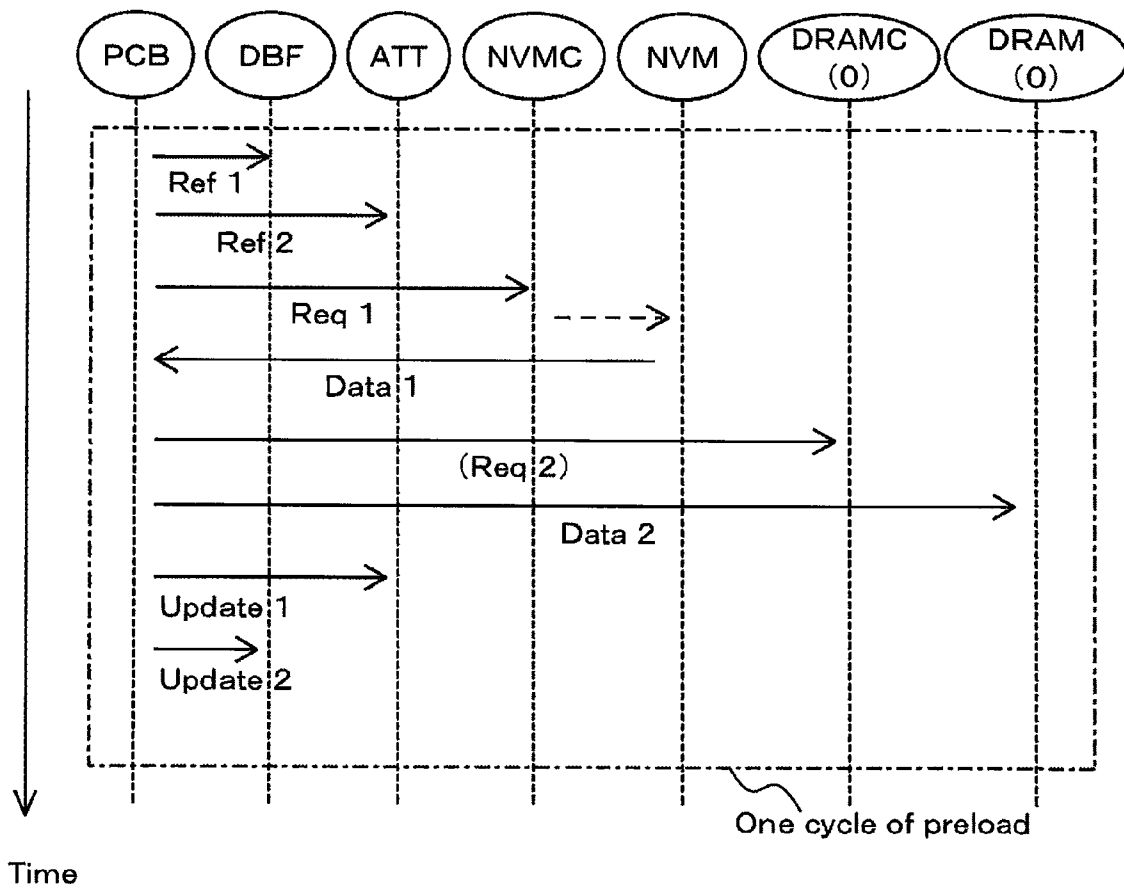 PCB DBF ATT NVMC NVM DRAMC (0) DRAM (0)
Ref 1
Ref 2
Req 1
Data 1
(Req 2)
Data 2
Update 1
Update 2
One cycle of preload
Time